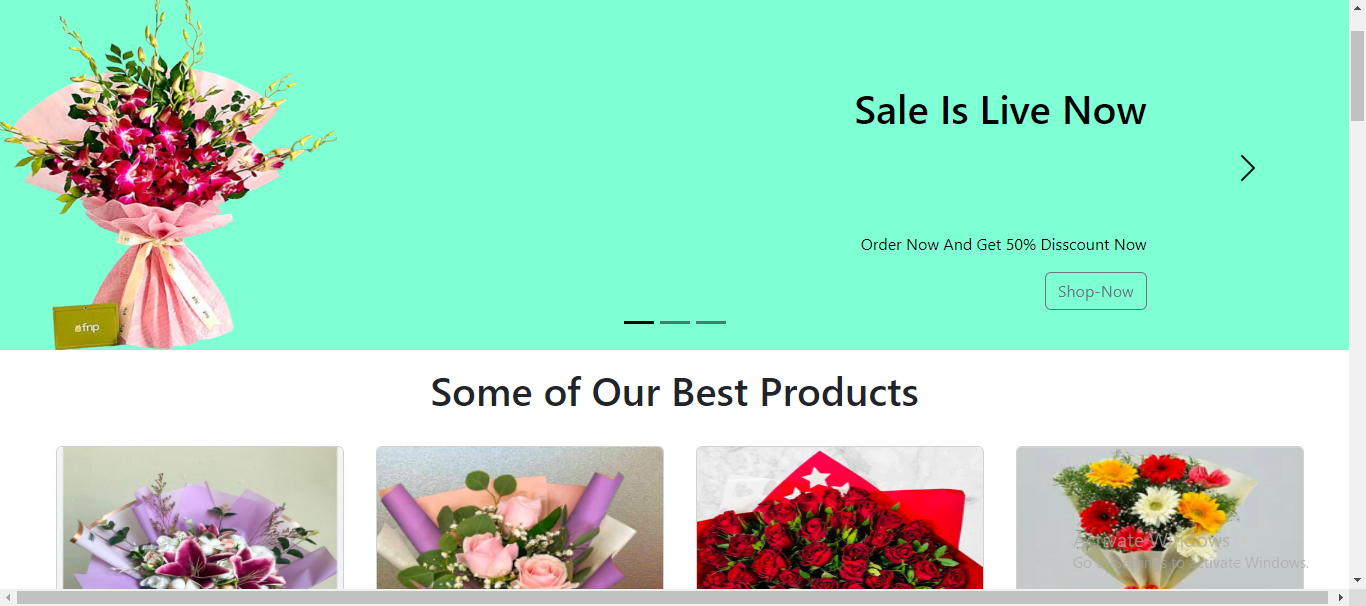 Sale Is Live Now
Order Now And Get 50% Disscount Now
Shop-Now
fnp
Some of Our Best Products
Activate Windows
Go to Settings to activate Windows.